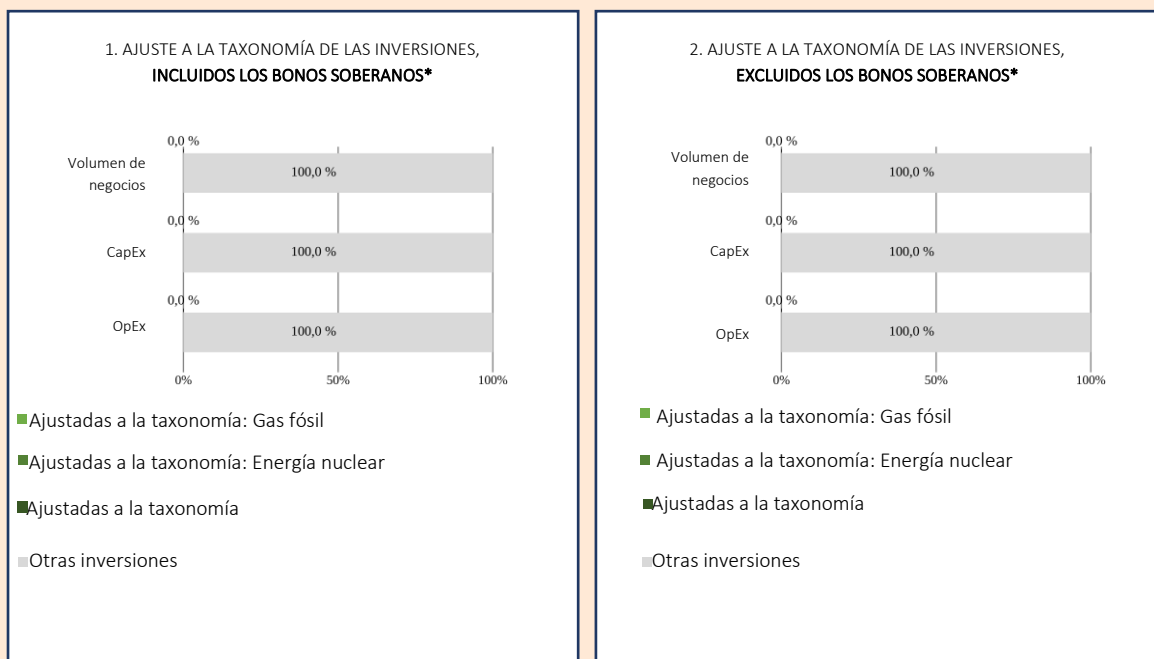 1. AJUSTE A LA TAXONOMÍA DE LAS INVERSIONES,
INCLUIDOS LOS BONOS SOBERANOS*
0,0 %
Volumen de
negocios
100,0 %
0,0 %
CapEx
100,0 %
0,0 %
OpEx
100,0 %
0%
50%
100%
Ajustadas a la taxonomía: Gas fósil
Ajustadas a la taxonomía: Energía nuclear
Ajustadas a la taxonomía
Otras inversiones
2. AJUSTE A LA TAXONOMÍA DE LAS INVERSIONES,
EXCLUIDOS LOS BONOS SOBERANOS*
0,0 %
Volumen de
negocios
100,0 %
0,0 %
CapEx
100,0 %
0,0 %
OpEx
100,0 %
0%
50%
100%
Ajustadas a la taxonomía: Gas fósil
Ajustadas a la taxonomía: Energía nuclear
Ajustadas a la taxonomía
Otras inversiones